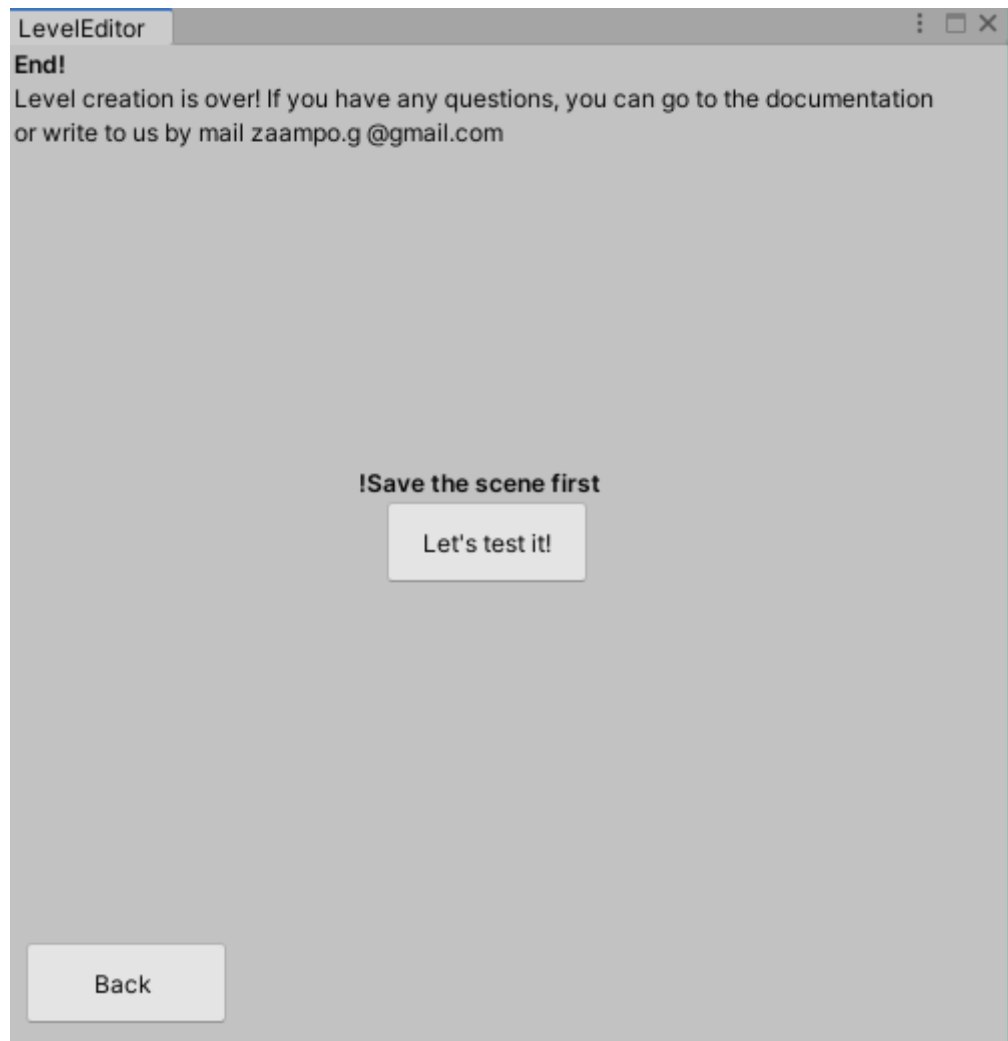 LevelEditor
End!
Level creation is over! If you have any questions, you can go to the documentation
or write to us by mail zaampo.g @gmail.com
!Save the scene first
Let's test it!
Back